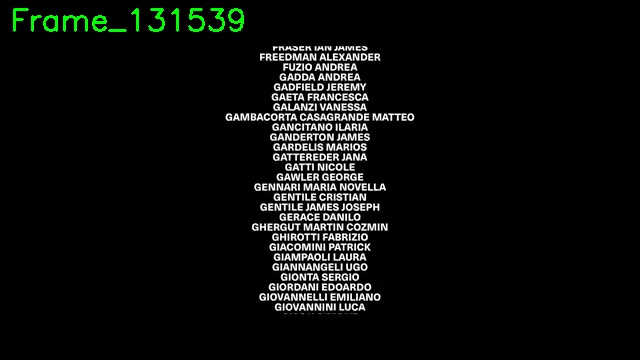 Frame_131539
FRASER IAN JAMES
FREEDMAN ALEXANDER
FUZIO ANDREA
GADDA ANDREA
GADFIELD JEREMY
GAETA FRANCESCA
GALANZI VANESSA
GAMBACORTA CASAGRANDE MATTEO
GANCITANO ILARIA
GANDERTON JAMES
GARDELIS MARIOS
GATTEREDER JANA
GATTI NICOLE
GAWLER GEORGE
GENNARI MARIA NOVELLA
GENTILE CRISTIAN
GENTILE JAMES JOSEPH
GERACE DANILO
GHERGUT MARTIN COZMIN
GHIROTTI FABRIZIO
GIACOMINI PATRICK
GIAMPAOLI LAURA
GIANNANGELI UGO
GIONTA SERGIO
GIORDANI EDOARDO
GIOVANNELLI EMILIANO
GIOVANNINI LUCA